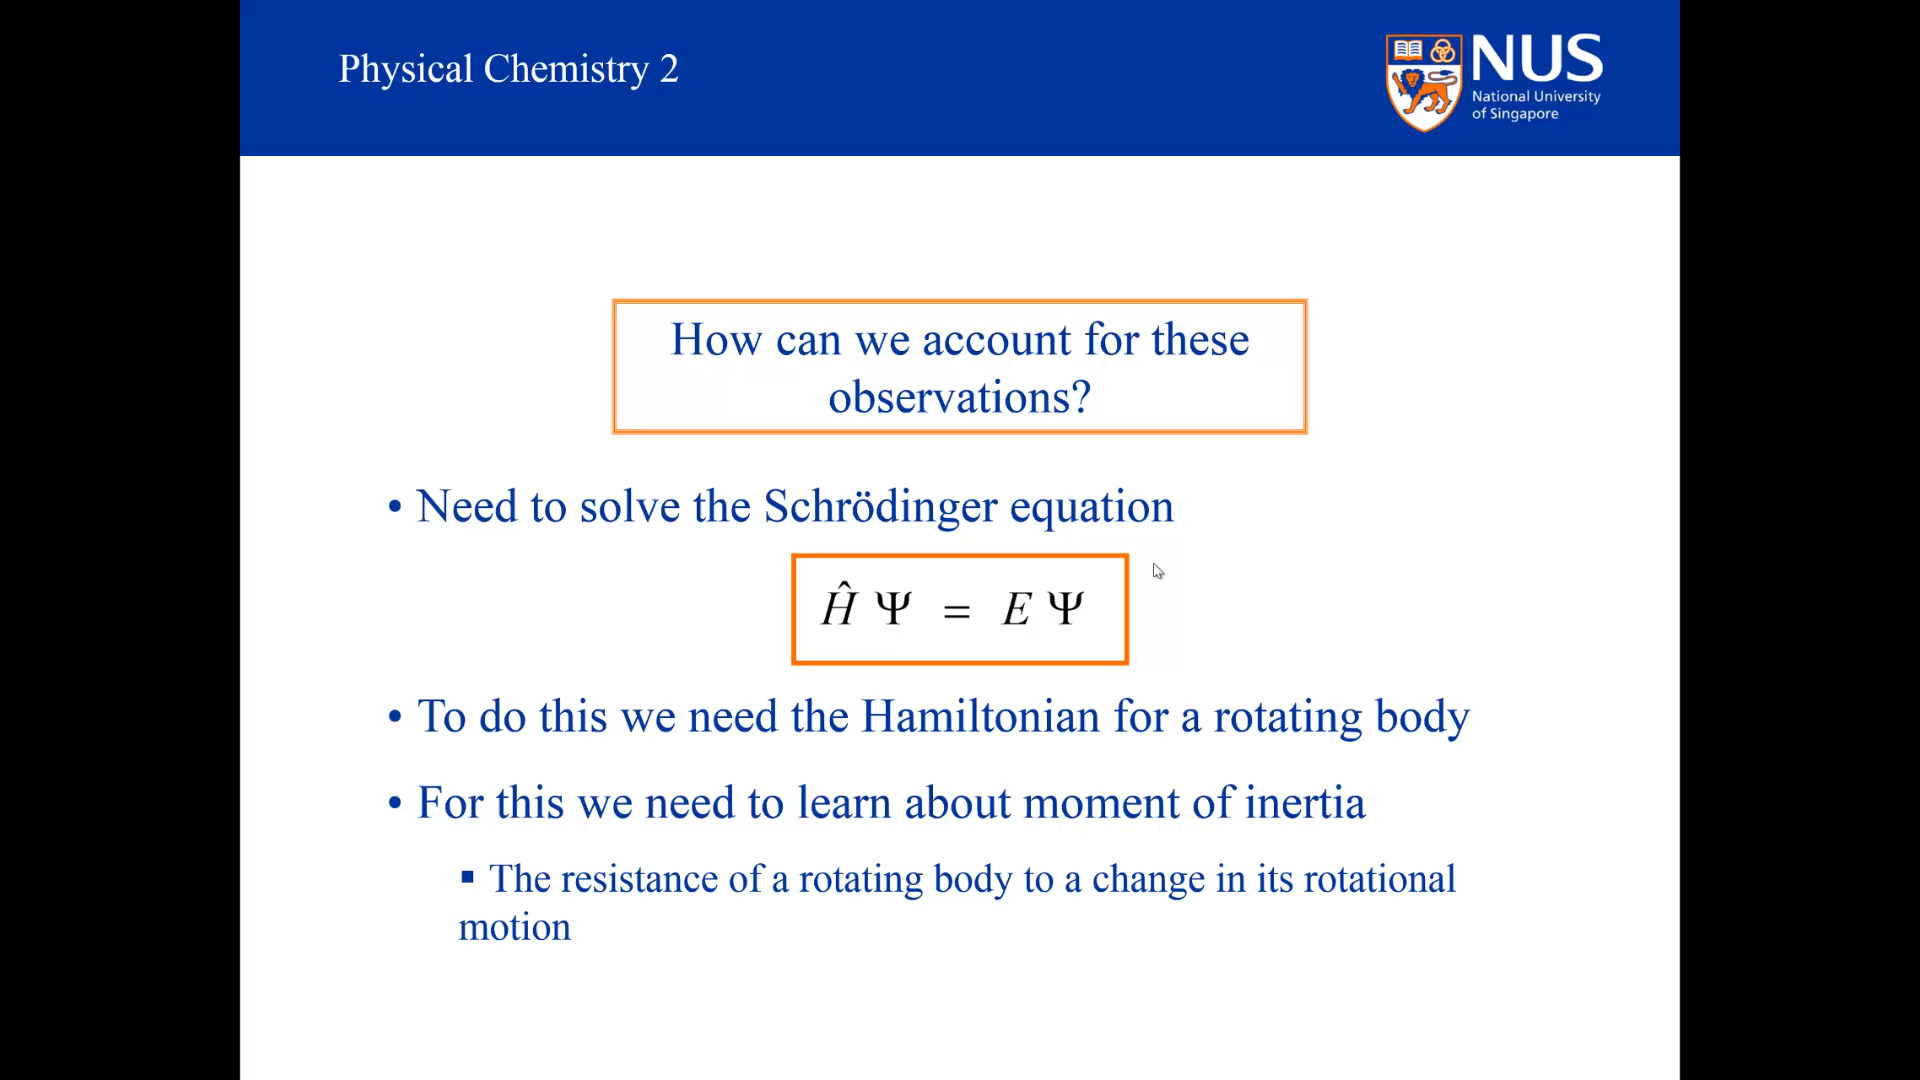 Physical Chemistry 2
NUS
National University
of Singapore
How can we account for these
observations?
• Need to solve the Schrödinger equation
Ĥ Ψ = E Ψ
• To do this we need the Hamiltonian for a rotating body
• For this we need to learn about moment of inertia
▪ The resistance of a rotating body to a change in its rotational
motion